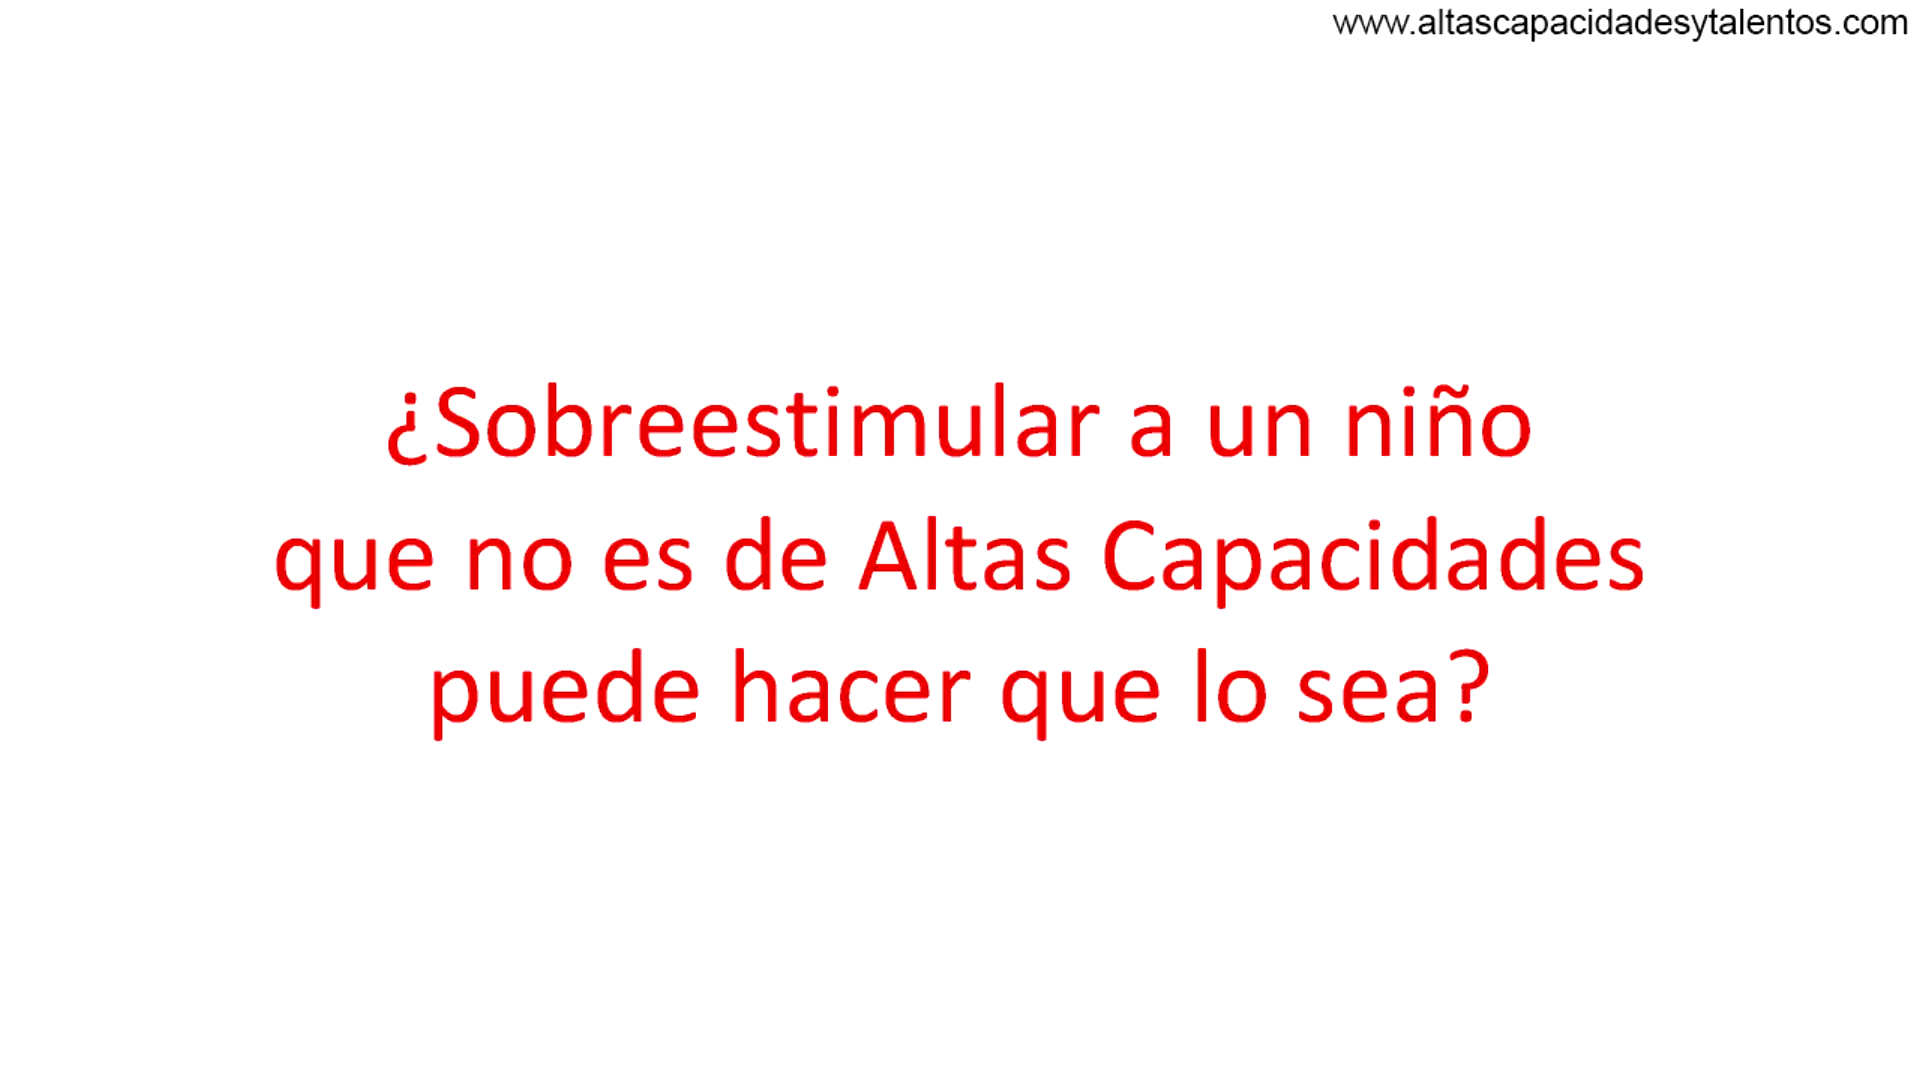 www.altascapacidadesytalentos.com
¿Sobreestimular a un niño
que no es de Altas Capacidades
puede hacer que lo sea?